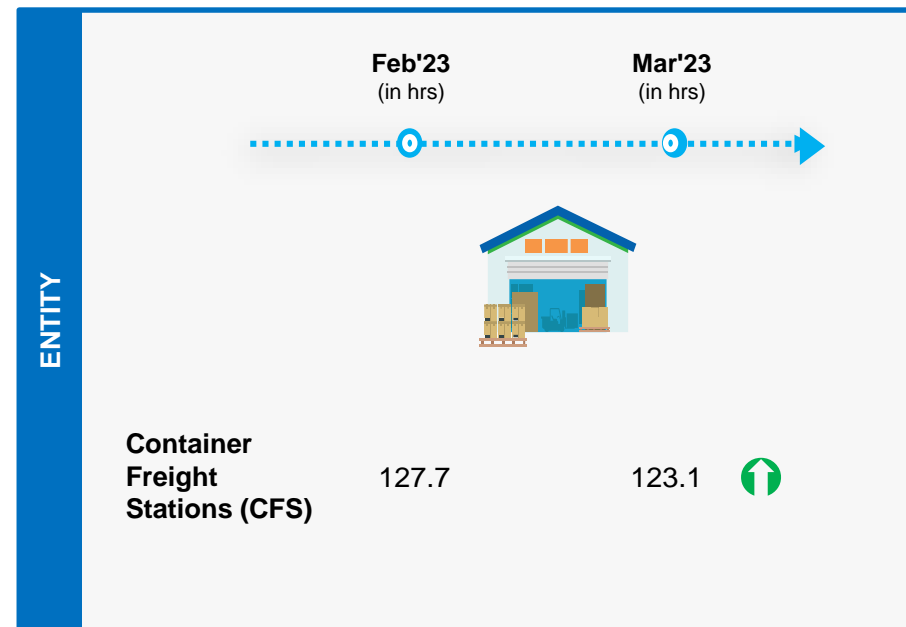 ENTITY
Feb'23
(in hrs)
Mar'23
(in hrs)
Container
Freight
Stations (CFS)
127.7
123.1